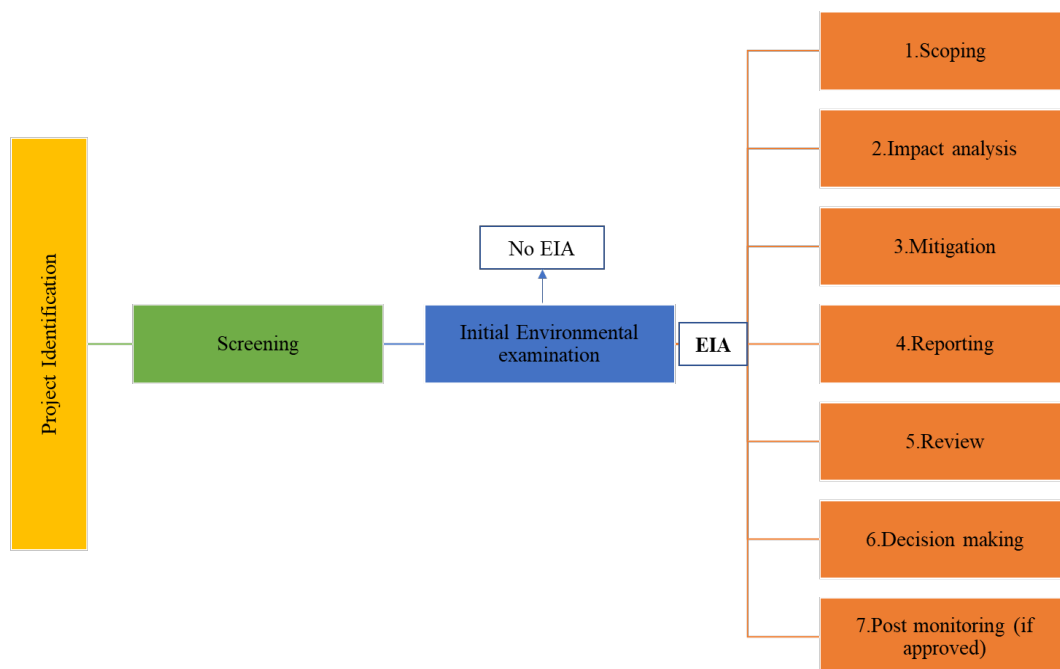 Project Identification
Screening
No EIA
Initial Environmental
examination
EIA
1.Scoping
2.Impact analysis
3.Mitigation
4.Reporting
5.Review
6.Decision making
7.Post monitoring (if
approved)